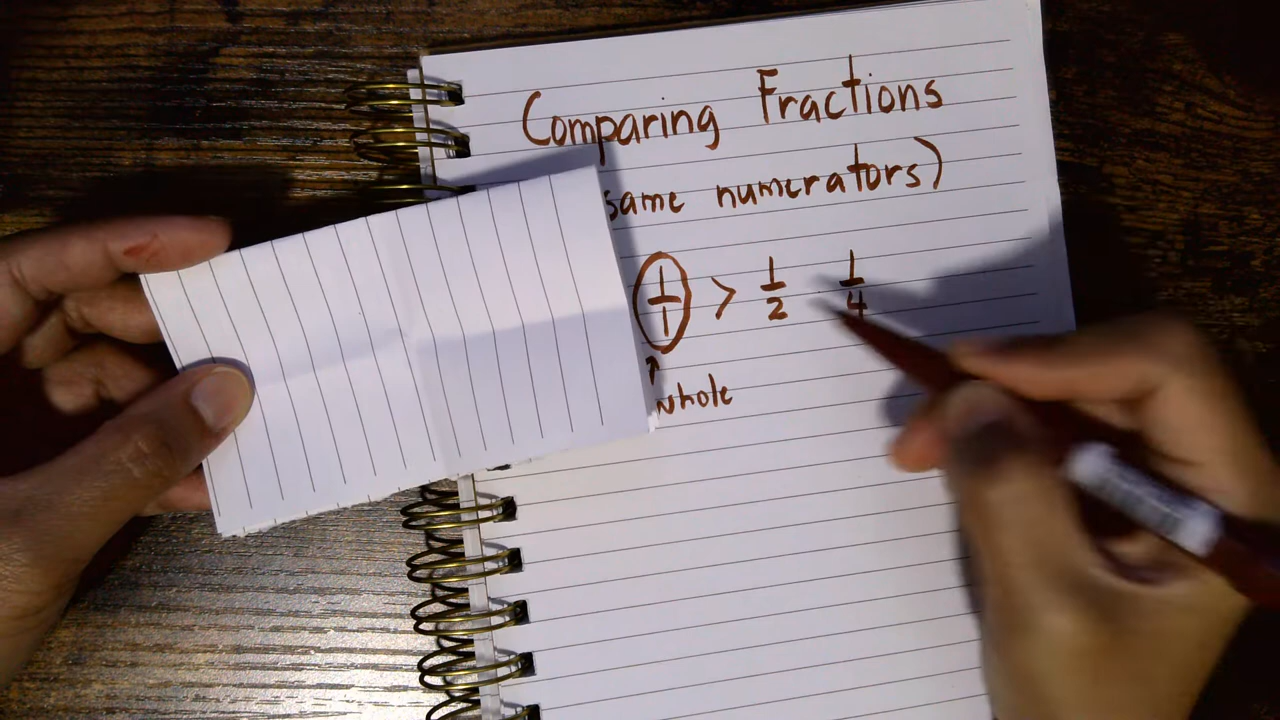 Comparing Fractions
same numerators)
1/1 > 1/2 1/4
whole